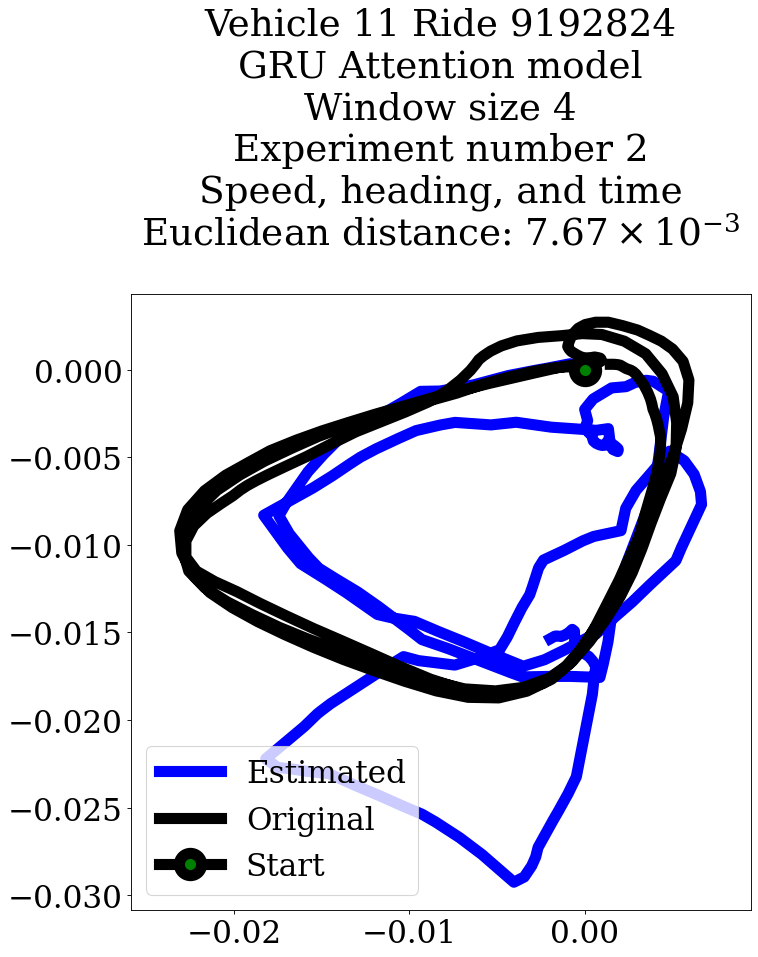 Vehicle 11 Ride 9192824
GRU Attention model
Window size 4
Experiment number 2
Speed, heading, and time
Euclidean distance: 7.67 × 10⁻³
0.000
−0.005
−0.010
−0.015
−0.020
−0.025
−0.030
Estimated
Original
Start
−0.02
−0.01
0.00